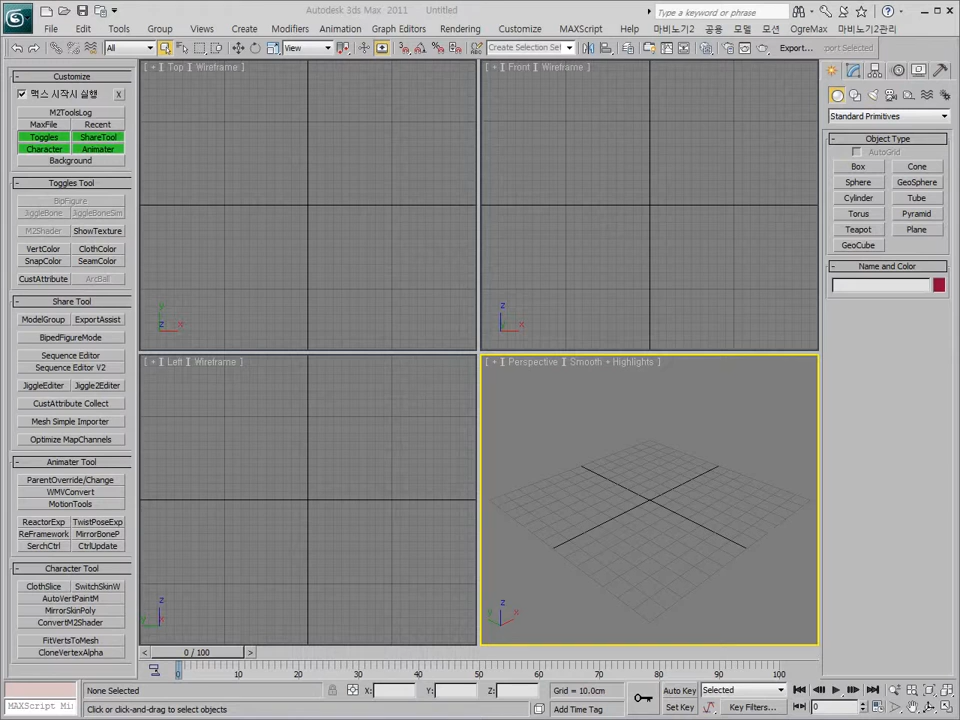 Autodesk 3ds Max 2011 Untitled
Type a keyword or phrase
File Edit Tools Group Views Create Modifiers Animation Graph Editors Rendering Customize MAXScript Help 마비노기2 공용 모델 모션 OgreMax 마비노기2관리
All View Create Selection Set Export... port Selected
Customize
맥스 시작시 실행 X
M2ToolsLog
MaxFile Recent
Toggles ShareTool
Character Animater
Background
Toggles Tool
BipFigure
JiggleBone JiggleBoneSim
M2Shader ShowTexture
VertColor ClothColor
SnapColor SeamColor
CustAttribute ArcBall
Share Tool
ModelGroup ExportAssist
BipedFigureMode
Sequence Editor
Sequence Editor V2
JiggleEditer Jiggle2Editer
CustAttribute Collect
Mesh Simple Importer
Optimize MapChannels
Animater Tool
ParentOverride/Change
WMVConvert
MotionTools
ReactorExp TwistPoseExp
ReFramework MirrorBoneP
SerchCtrl CtrlUpdate
Character Tool
ClothSlice SwitchSkinW
AutoVertPaintM
MirrorSkinPoly
ConvertM2Shader
FitVertsToMesh
CloneVertexAlpha
[ + ] Top ] Wireframe ]
[ + ] Front ] Wireframe ]
y z x
z y x
[ + ] Left ] Wireframe ]
[ + ] Perspective ] Smooth + Highlights ]
z y x
z y x
Standard Primitives
Object Type
AutoGrid
Box Cone
Sphere GeoSphere
Cylinder Tube
Torus Pyramid
Teapot Plane
GeoCube
Name and Color
< 0 / 100 >
0 10 20 30 40 50 60 70 80 90 100
None Selected X: Y: Z: Grid = 10.0cm Auto Key Selected
MAXScript Mi: Click or click-and-drag to select objects Add Time Tag Set Key Key Filters... 0